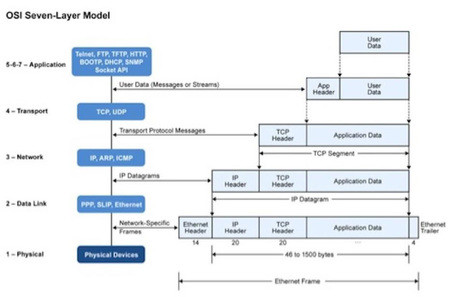 OSI Seven-Layer Model
User
Data
5-6-7 – Application
Telnet, FTP, TFTP, HTTP,
BOOTP, DHCP, SNMP
Socket API
User Data (Messages or Streams)
App
Header
User
Data
4 – Transport
TCP, UDP
Transport Protocol Messages
TCP
Header
Application Data
TCP Segment
3 – Network
IP, ARP, ICMP
IP Datagrams
IP
Header
TCP
Header
Application Data
IP Datagram
2 – Data Link
PPP, SLIP, Ethernet
Network-Specific
Frames
Ethernet
Header
IP
Header
TCP
Header
Application Data
Ethernet
Trailer
14
20
20
...
4
46 to 1500 bytes
1 – Physical
Physical Devices
Ethernet Frame